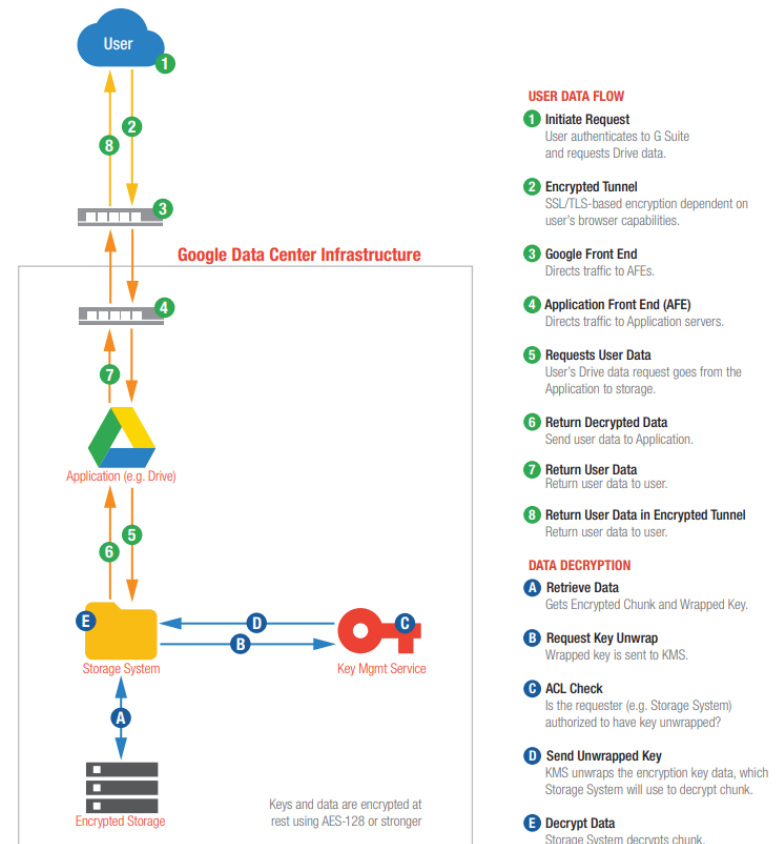 User
1
2
8
3
Google Data Center Infrastructure
4
7
Application (e.g. Drive)
5
6
E
D
C
B
Storage System
Key Mgmt Service
A
Encrypted Storage
Keys and data are encrypted at
rest using AES-128 or stronger
USER DATA FLOW
1 Initiate Request
User authenticates to G Suite
and requests Drive data.
2 Encrypted Tunnel
SSL/TLS-based encryption dependent on
user's browser capabilities.
3 Google Front End
Directs traffic to AFEs.
4 Application Front End (AFE)
Directs traffic to Application servers.
5 Requests User Data
User's Drive data request goes from the
Application to storage.
6 Return Decrypted Data
Send user data to Application.
7 Return User Data
Return user data to user.
8 Return User Data in Encrypted Tunnel
Return user data to user.
DATA DECRYPTION
A Retrieve Data
Gets Encrypted Chunk and Wrapped Key.
B Request Key Unwrap
Wrapped key is sent to KMS.
C ACL Check
Is the requester (e.g. Storage System)
authorized to have key unwrapped?
D Send Unwrapped Key
KMS unwraps the encryption key data, which
Storage System will use to decrypt chunk.
E Decrypt Data
Storage System decrypts chunk.